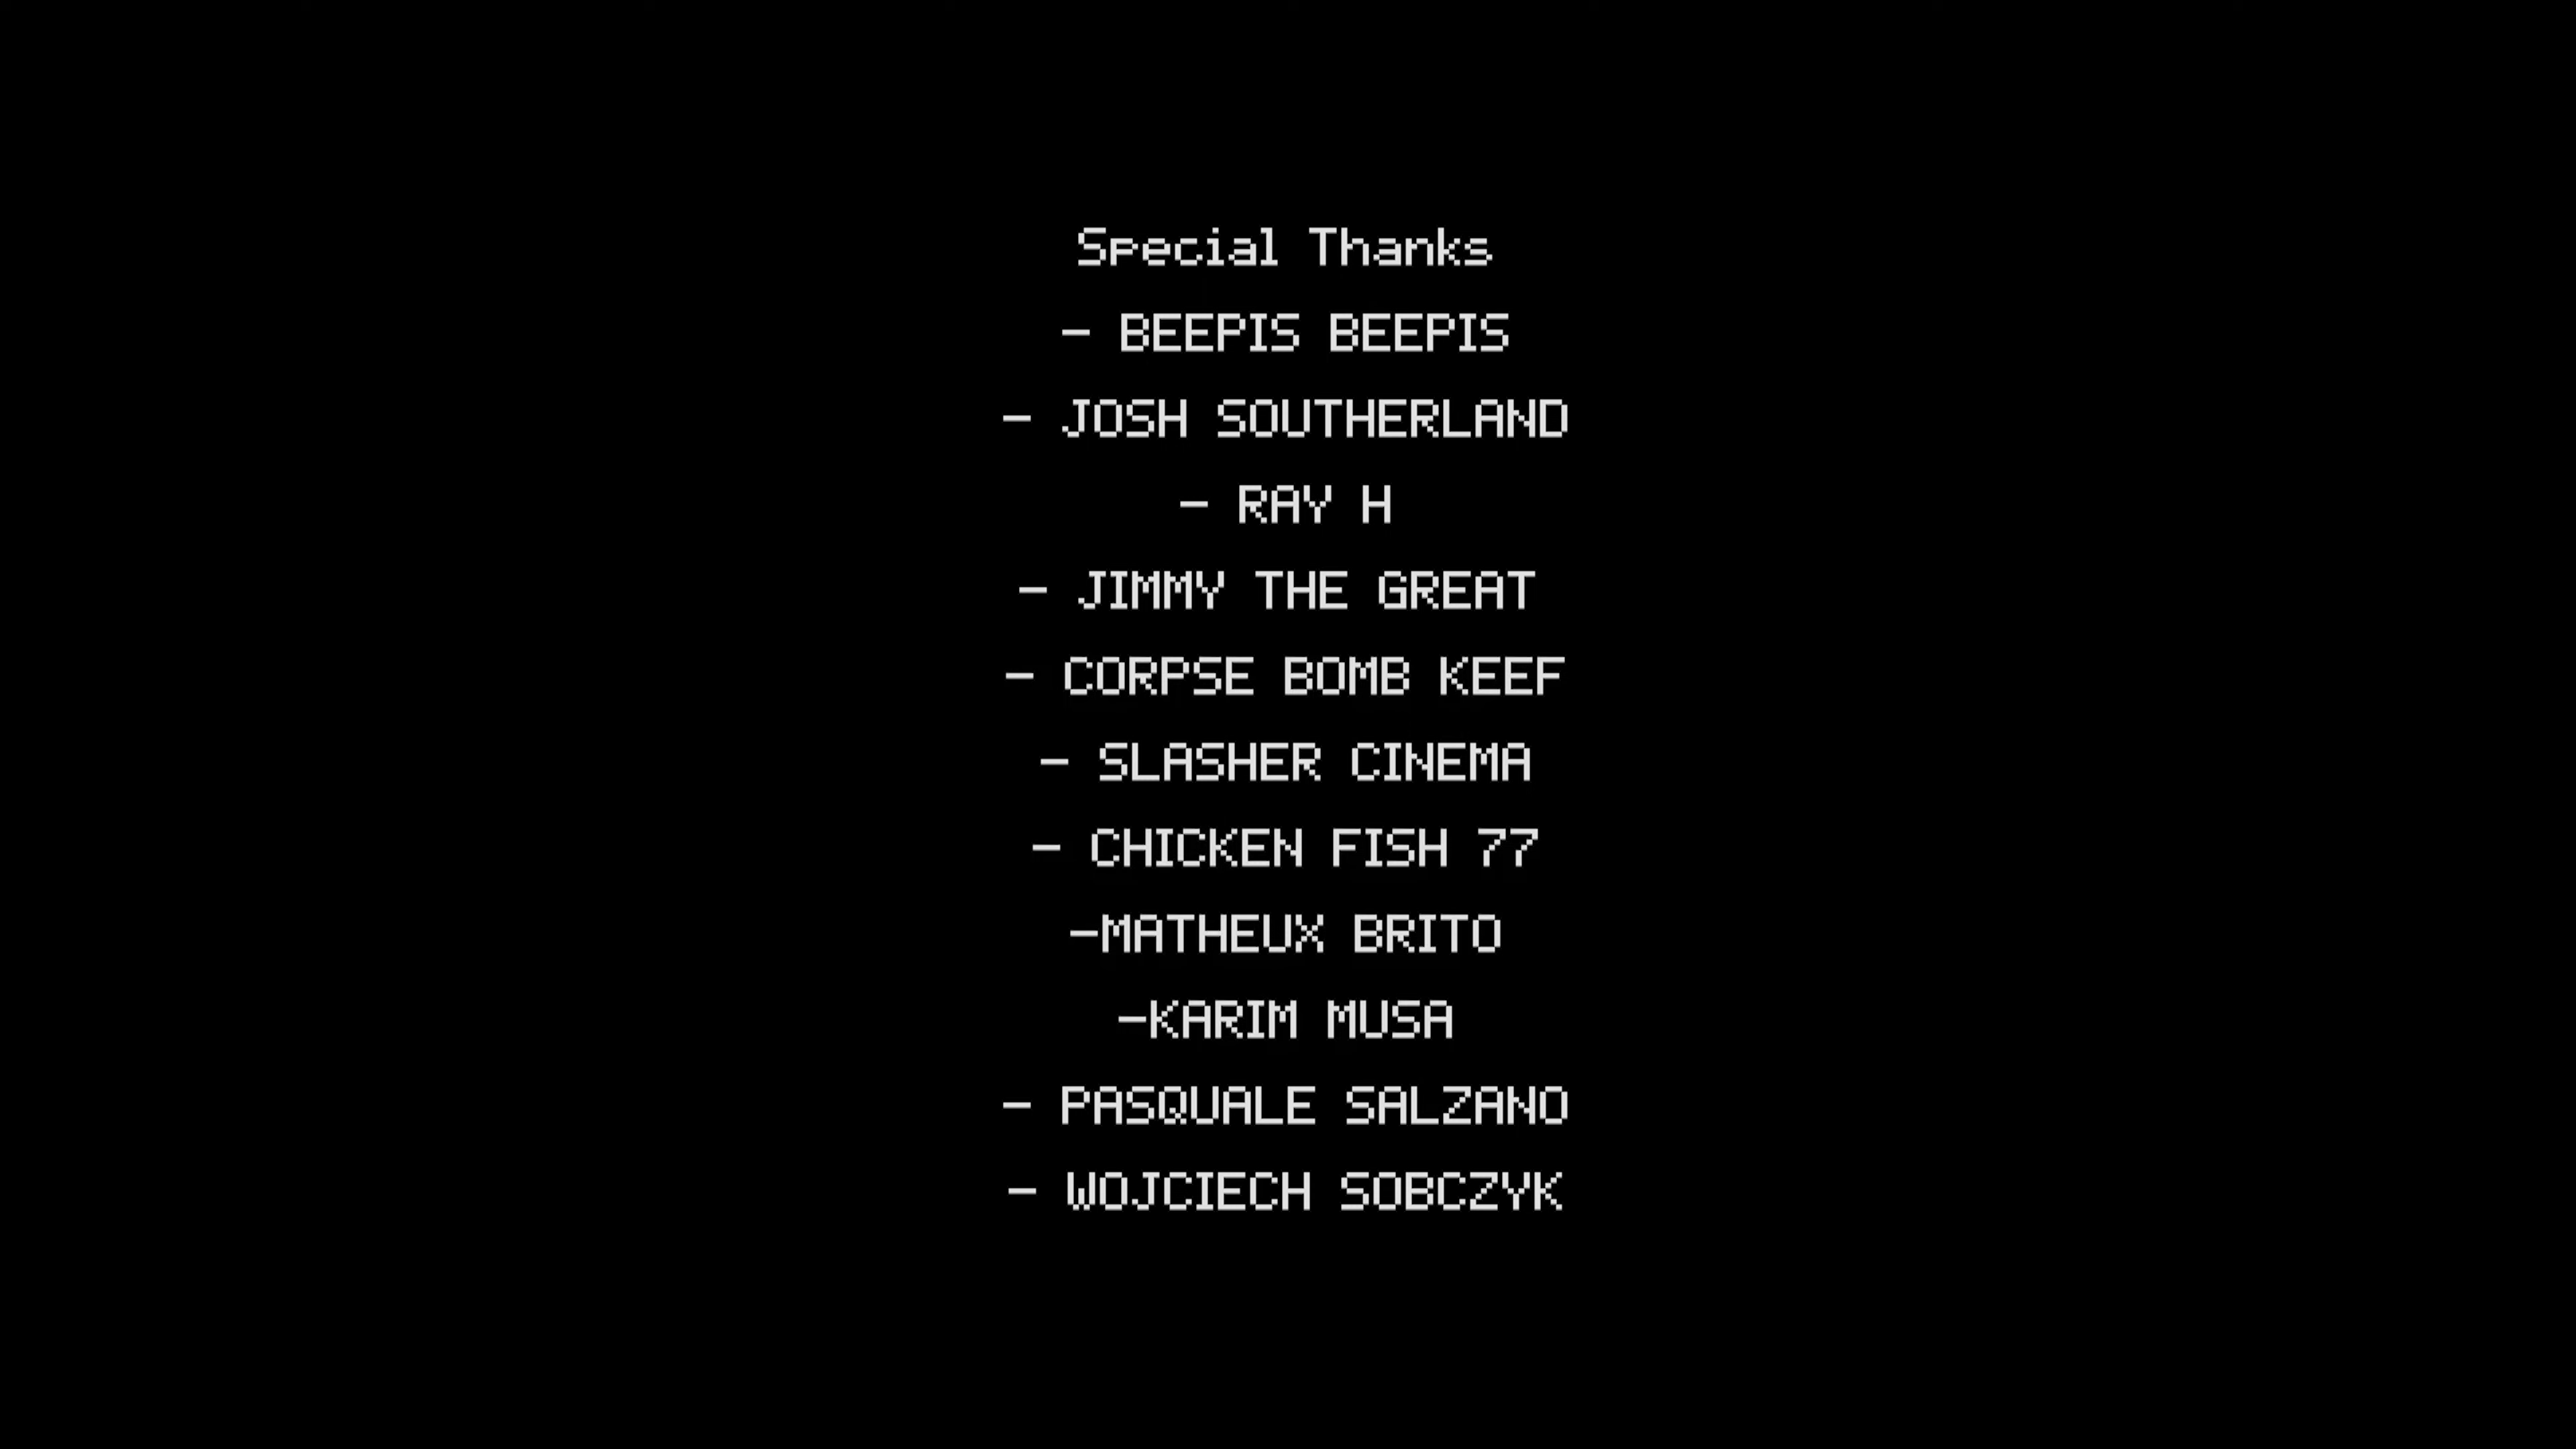 Special Thanks
- BEEPIS BEEPIS
- JOSH SOUTHERLAND
- RAY H
- JIMMY THE GREAT
- CORPSE BOMB KEEF
- SLASHER CINEMA
- CHICKEN FISH 77
-MATHEUX BRITO
-KARIM MUSA
- PASQUALE SALZANO
- WOJCIECH SOBCZYK